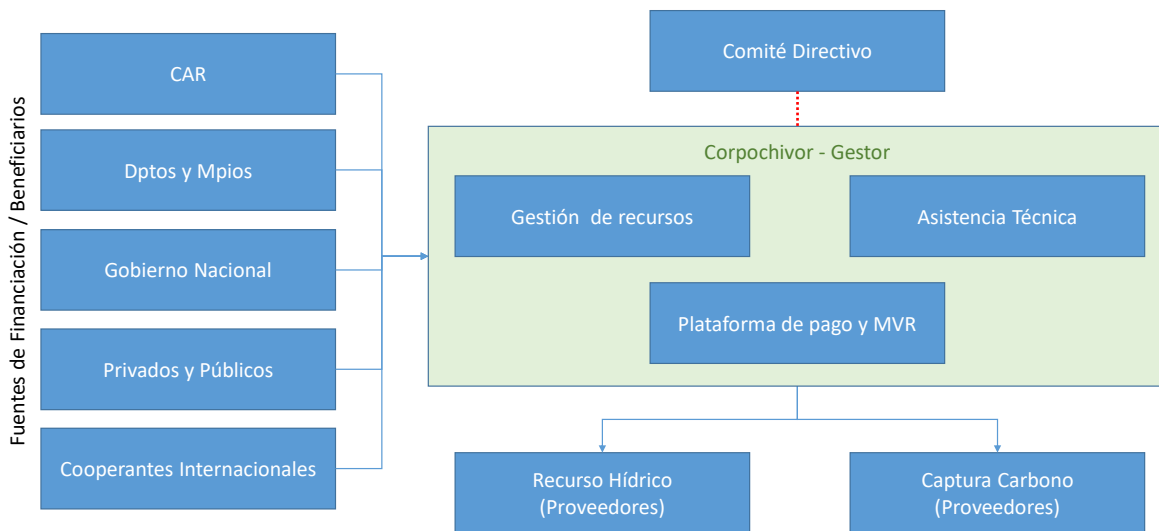 Fuentes de Financiación / Beneficiarios
CAR
Dptos y Mpios
Gobierno Nacional
Privados y Públicos
Cooperantes Internacionales
Comité Directivo
Corpochivor - Gestor
Gestión de recursos
Asistencia Técnica
Plataforma de pago y MVR
Recurso Hídrico
(Proveedores)
Captura Carbono
(Proveedores)